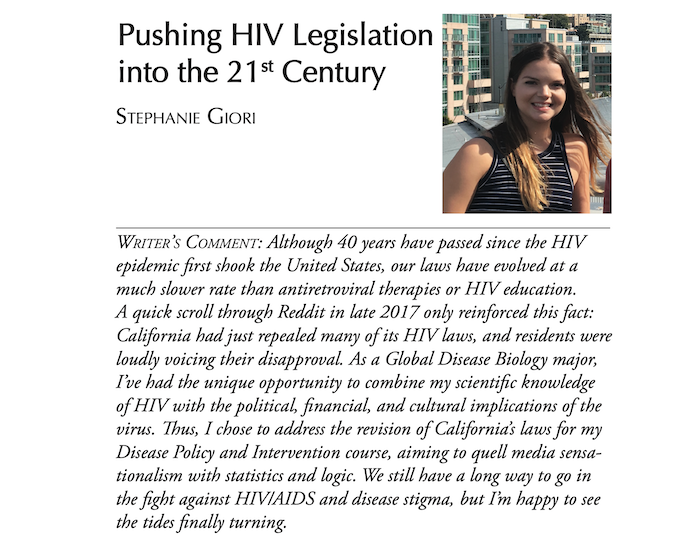 Pushing HIV Legislation
into the 21st Century
Stephanie Giori
Writer's Comment: Although 40 years have passed since the HIV
epidemic first shook the United States, our laws have evolved at a
much slower rate than antiretroviral therapies or HIV education.
A quick scroll through Reddit in late 2017 only reinforced this fact:
California had just repealed many of its HIV laws, and residents were
loudly voicing their disapproval. As a Global Disease Biology major,
I've had the unique opportunity to combine my scientific knowledge
of HIV with the political, financial, and cultural implications of the
virus. Thus, I chose to address the revision of California's laws for my
Disease Policy and Intervention course, aiming to quell media sensa-
tionalism with statistics and logic. We still have a long way to go in
the fight against HIV/AIDS and disease stigma, but I'm happy to see
the tides finally turning.